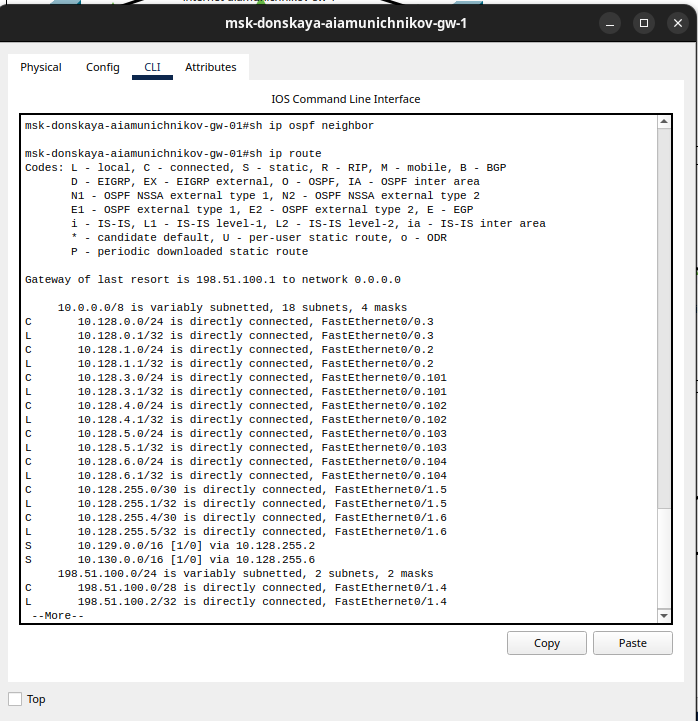 msk-donskaya-aiamunichnikov-gw-1
Physical Config CLI Attributes
IOS Command Line Interface
msk-donskaya-aiamunichnikov-gw-01#sh ip ospf neighbor
msk-donskaya-aiamunichnikov-gw-01#sh ip route
Codes: L - local, C - connected, S - static, R - RIP, M - mobile, B - BGP
D - EIGRP, EX - EIGRP external, O - OSPF, IA - OSPF inter area
N1 - OSPF NSSA external type 1, N2 - OSPF NSSA external type 2
E1 - OSPF external type 1, E2 - OSPF external type 2, E - EGP
i - IS-IS, L1 - IS-IS level-1, L2 - IS-IS level-2, ia - IS-IS inter area
* - candidate default, U - per-user static route, o - ODR
P - periodic downloaded static route
Gateway of last resort is 198.51.100.1 to network 0.0.0.0
10.0.0.0/8 is variably subnetted, 18 subnets, 4 masks
C 10.128.0.0/24 is directly connected, FastEthernet0/0.3
L 10.128.0.1/32 is directly connected, FastEthernet0/0.3
C 10.128.1.0/24 is directly connected, FastEthernet0/0.2
L 10.128.1.1/32 is directly connected, FastEthernet0/0.2
C 10.128.3.0/24 is directly connected, FastEthernet0/0.101
L 10.128.3.1/32 is directly connected, FastEthernet0/0.101
C 10.128.4.0/24 is directly connected, FastEthernet0/0.102
L 10.128.4.1/32 is directly connected, FastEthernet0/0.102
C 10.128.5.0/24 is directly connected, FastEthernet0/0.103
L 10.128.5.1/32 is directly connected, FastEthernet0/0.103
C 10.128.6.0/24 is directly connected, FastEthernet0/0.104
L 10.128.6.1/32 is directly connected, FastEthernet0/0.104
C 10.128.255.0/30 is directly connected, FastEthernet0/1.5
L 10.128.255.1/32 is directly connected, FastEthernet0/1.5
C 10.128.255.4/30 is directly connected, FastEthernet0/1.6
L 10.128.255.5/32 is directly connected, FastEthernet0/1.6
S 10.129.0.0/16 [1/0] via 10.128.255.2
S 10.130.0.0/16 [1/0] via 10.128.255.6
198.51.100.0/24 is variably subnetted, 2 subnets, 2 masks
C 198.51.100.0/28 is directly connected, FastEthernet0/1.4
L 198.51.100.2/32 is directly connected, FastEthernet0/1.4
--More--
Copy Paste
Top